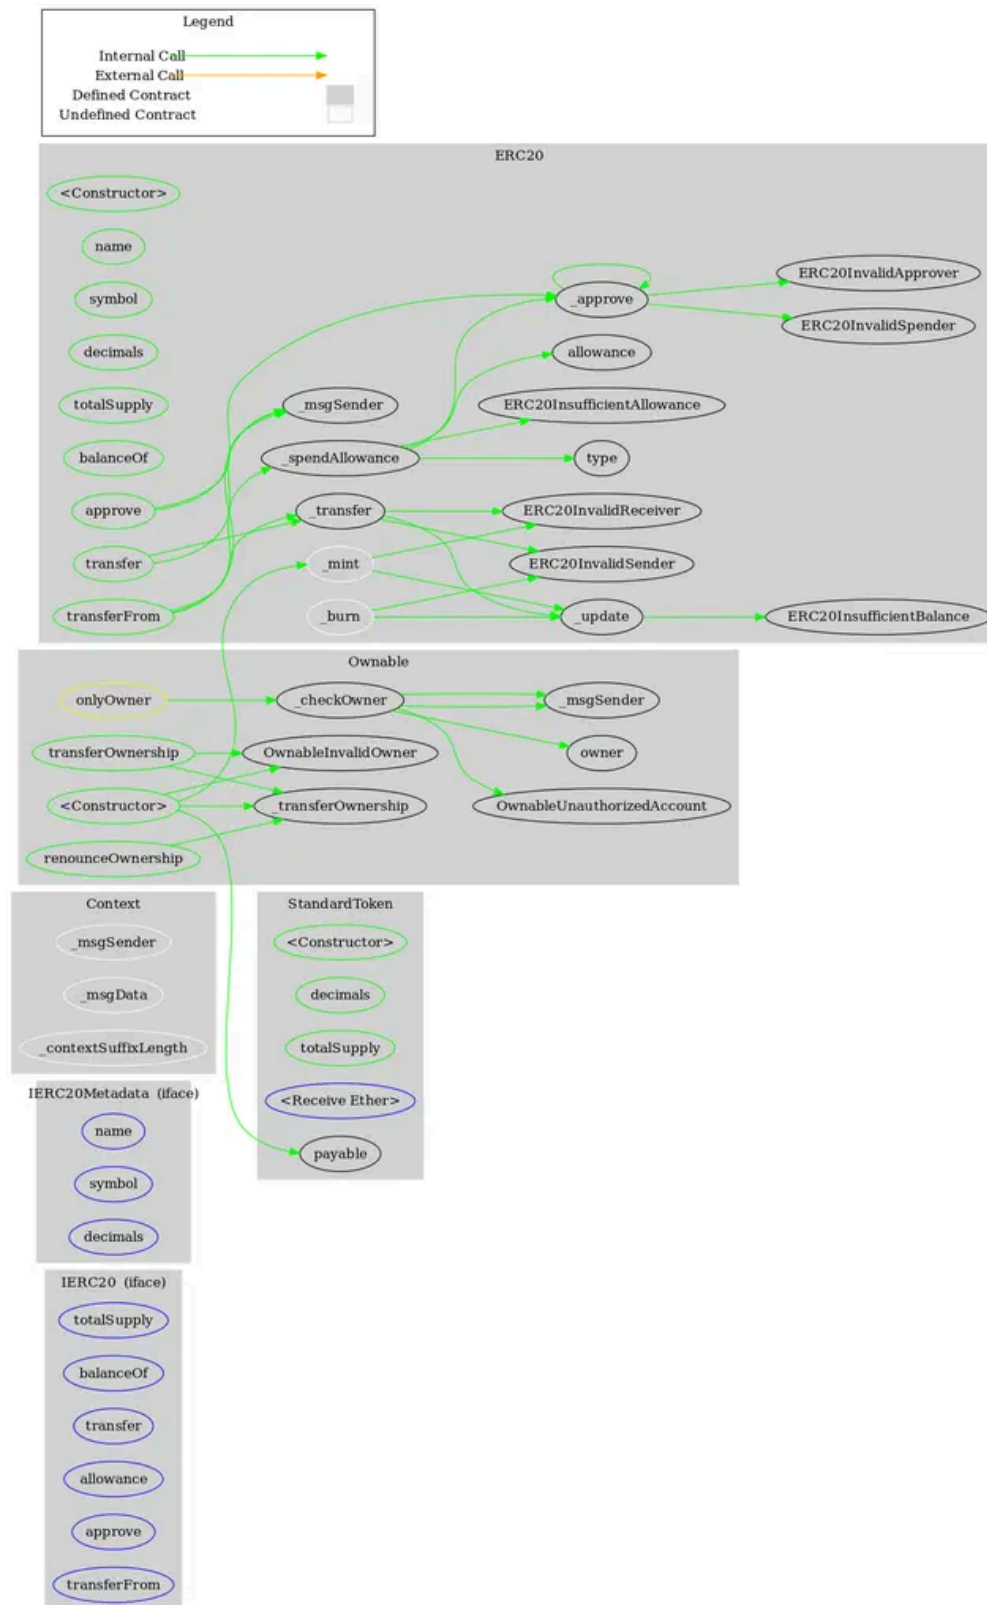 Legend
Internal Call
External Call
Defined Contract
Undefined Contract
ERC20
<Constructor>
name
symbol
decimals
totalSupply
balanceOf
approve
transfer
transferFrom
_msgSender
_spendAllowance
_transfer
_mint
_burn
_approve
allowance
ERC20InsufficientAllowance
type
ERC20InvalidReceiver
ERC20InvalidSender
_update
ERC20InvalidApprover
ERC20InvalidSpender
ERC20InsufficientBalance
Ownable
onlyOwner
transferOwnership
<Constructor>
renounceOwnership
_checkOwner
OwnableInvalidOwner
_transferOwnership
_msgSender
owner
OwnableUnauthorizedAccount
Context
_msgSender
_msgData
_contextSuffixLength
StandardToken
<Constructor>
decimals
totalSupply
<Receive Ether>
payable
IERC20Metadata (iface)
name
symbol
decimals
IERC20 (iface)
totalSupply
balanceOf
transfer
allowance
approve
transferFrom